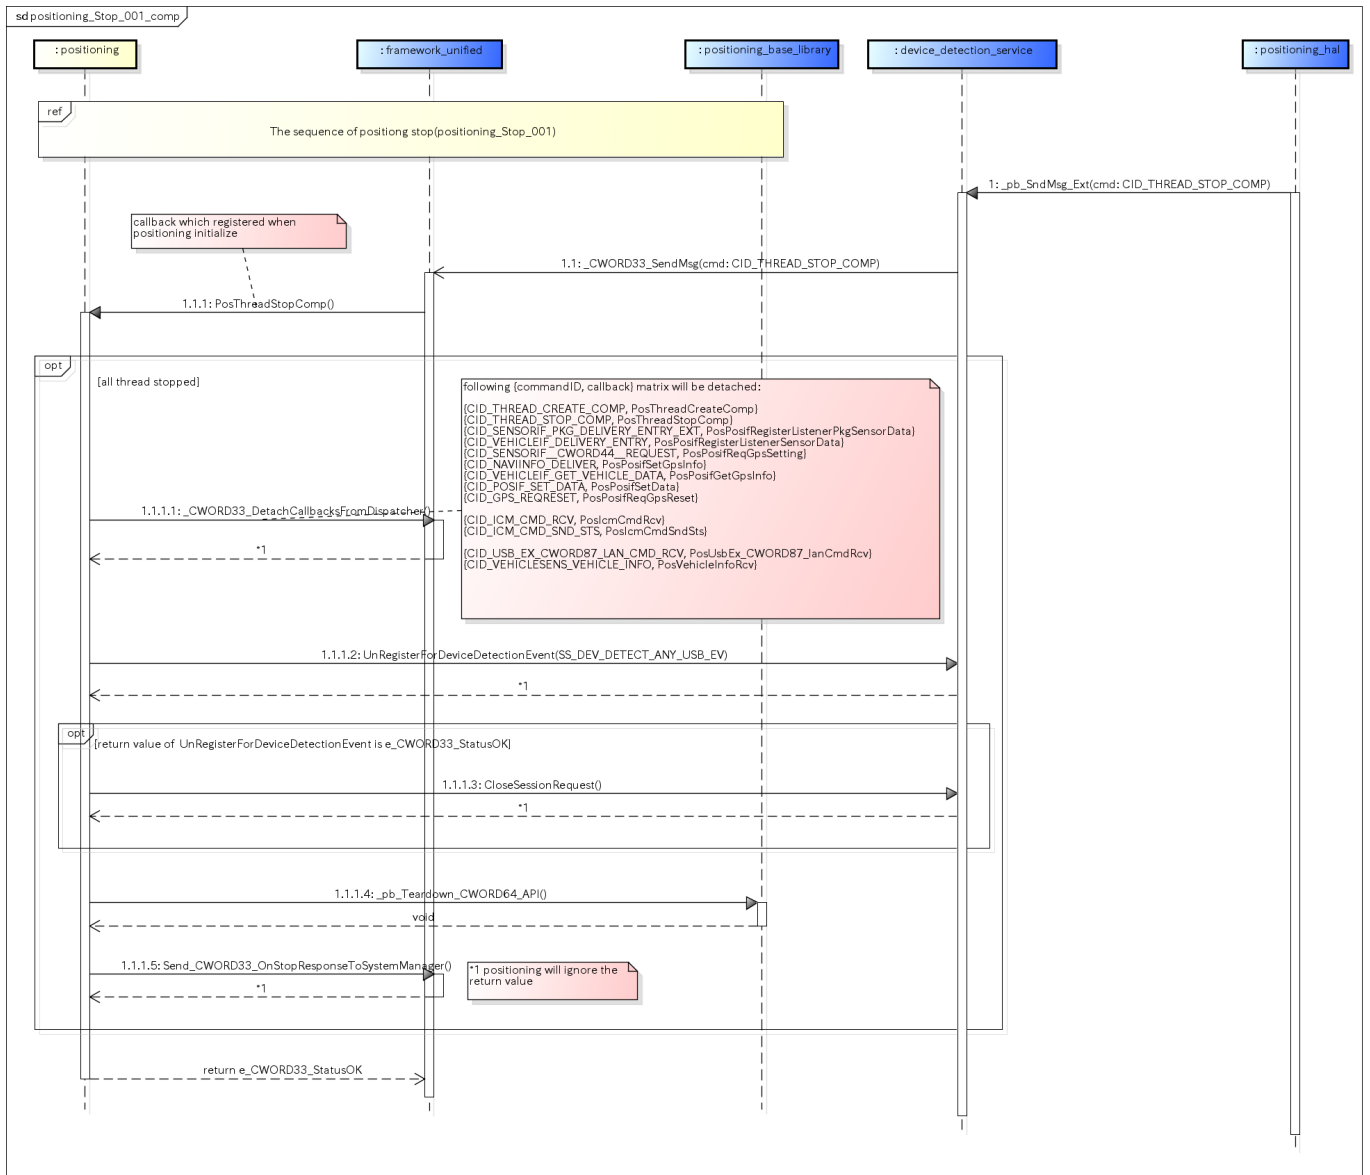 sd positioning_Stop_001_comp
: positioning
: framework_unified
: positioning_base_library
: device_detection_service
: positioning_hal
ref
The sequence of positiong stop(positioning_Stop_001)
1: _pb_SndMsg_Ext(cmd: CID_THREAD_STOP_COMP)
callback which registered when
positioning initialize
1.1: _CWORD33_SendMsg(cmd: CID_THREAD_STOP_COMP)
1.1.1: PosThreadStopComp()
opt
[all thread stopped]
following {commandID, callback} matrix will be detached:
{CID_THREAD_CREATE_COMP, PosThreadCreateComp}
{CID_THREAD_STOP_COMP, PosThreadStopComp}
{CID_SENSORIF_PKG_DELIVERY_ENTRY_EXT, PosPosifRegisterListenerPkgSensorData}
{CID_VEHICLEIF_DELIVERY_ENTRY, PosPosifRegisterListenerSensorData}
{CID_SENSORIF__CWORD44__REQUEST, PosPosifReqGpsSetting}
{CID_NAVIINFO_DELIVER, PosPosifSetGpsInfo}
{CID_VEHICLEIF_GET_VEHICLE_DATA, PosPosifGetGpsInfo}
{CID_POSIF_SET_DATA, PosPosifSetData}
{CID_GPS_REQRESET, PosPosifReqGpsReset}
{CID_ICM_CMD_RCV, PosIcmCmdRcv}
{CID_ICM_CMD_SND_STS, PosIcmCmdSndSts}
{CID_USB_EX_CWORD87_LAN_CMD_RCV, PosUsbEx_CWORD87_lanCmdRcv}
{CID_VEHICLESENS_VEHICLE_INFO, PosVehicleInfoRcv}
1.1.1.1: _CWORD33_DetachCallbacksFromDispatcher()
*1
1.1.1.2: UnRegisterForDeviceDetectionEvent(SS_DEV_DETECT_ANY_USB_EV)
*1
opt
[return value of  UnRegisterForDeviceDetectionEvent is e_CWORD33_StatusOK]
1.1.1.3: CloseSessionRequest()
*1
1.1.1.4: _pb_Teardown_CWORD64_API()
void
1.1.1.5: Send_CWORD33_OnStopResponseToSystemManager()
*1
*1 positioning will ignore the
return value
return e_CWORD33_StatusOK